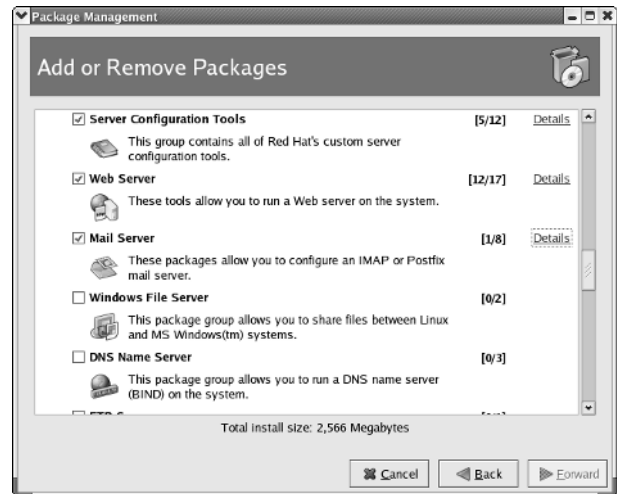 Package Management
Add or Remove Packages
Server Configuration Tools [5/12] Details
This group contains all of Red Hat's custom server
configuration tools.
Web Server [12/17] Details
These tools allow you to run a Web server on the system.
Mail Server [1/8] Details
These packages allow you to configure an IMAP or Postfix
mail server.
Windows File Server [0/2]
This package group allows you to share files between Linux
and MS Windows(tm) systems.
DNS Name Server [0/3]
This package group allows you to run a DNS name server
(BIND) on the system.
Total install size: 2,566 Megabytes
Cancel Back Forward